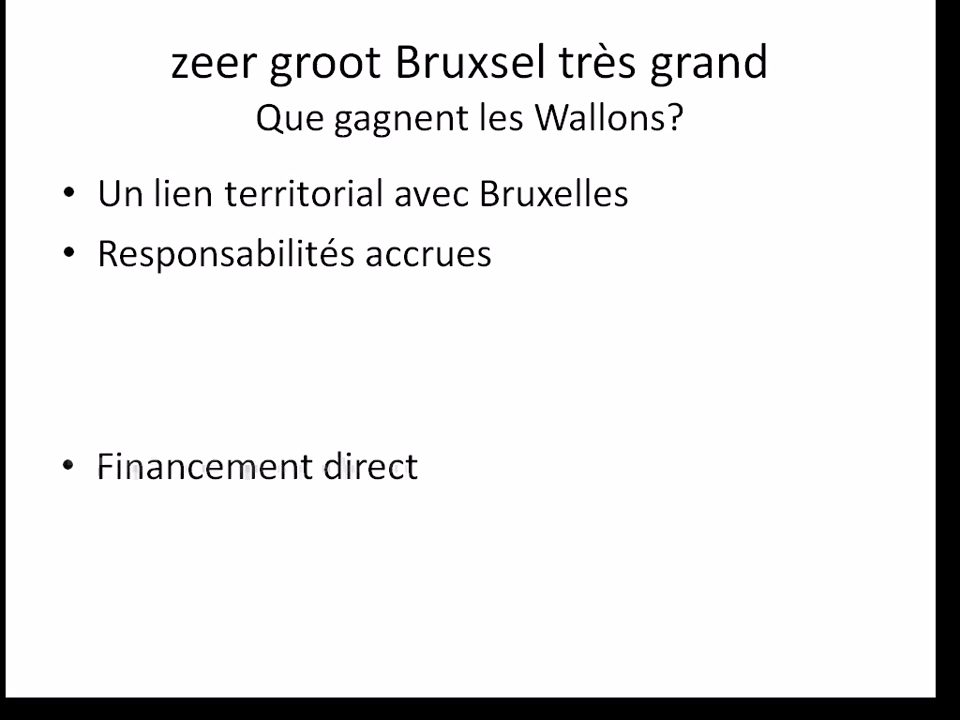 zeer groot Bruxsel très grand
Que gagnent les Wallons?
• Un lien territorial avec Bruxelles
• Responsabilités accrues
• Financement direct